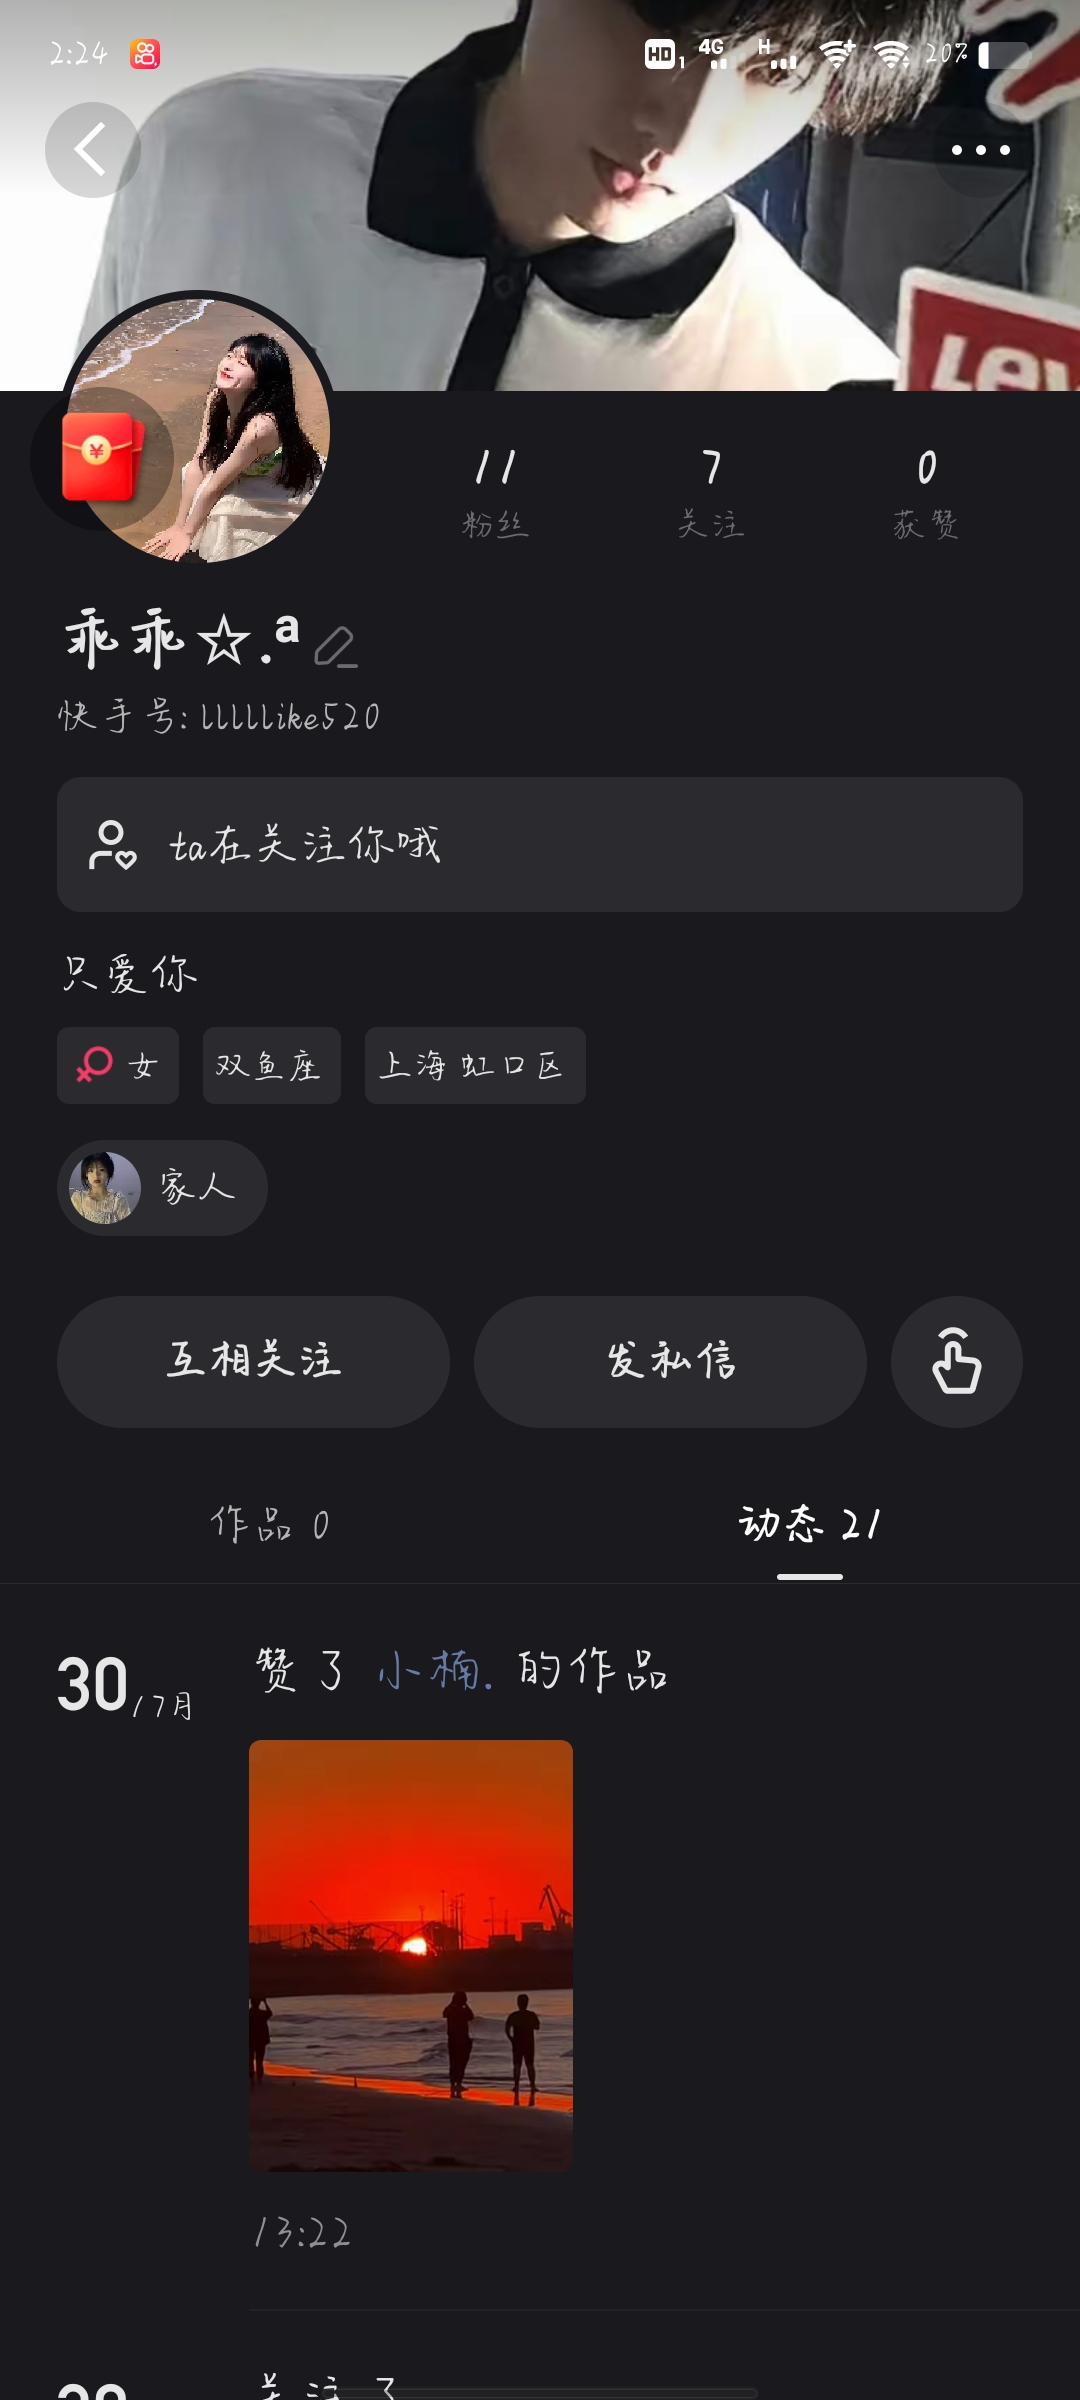 2:24 HD 1 4G H 20%
Lev
11 7 0
粉丝 关注 获赞
乖乖☆.ª
快手号: llllllike520
ta在关注你哦
只爱你
女 双鱼座 上海 虹口区
家人
互相关注 发私信
作品 0 动态 21
30/7月 赞了 小楠. 的作品
13:22
关注了